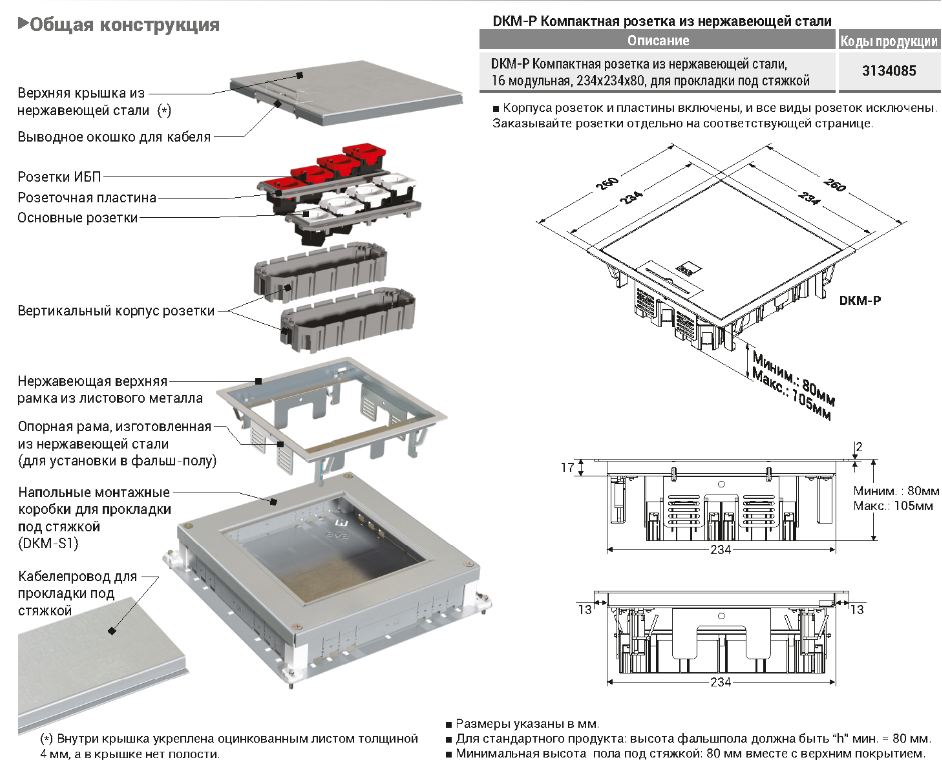 Общая конструкция
Верхняя крышка из
нержавеющей стали (*)
Выводное окошко для кабеля
Розетки ИБП
Розеточная пластина
Основные розетки
Вертикальный корпус розетки
Нержавеющая верхняя
рамка из листового металла
Опорная рама, изготовленная
из нержавеющей стали
(для установки в фальш-полу)
Напольные монтажные
коробки для прокладки
под стяжкой
(DKM-S1)
Кабелепровод для
прокладки под
стяжкой
(*) Внутри крышка укреплена оцинкованным листом толщиной
4 мм, а в крышке нет полости.
DKM-P Компактная розетка из нержавеющей стали
Описание
Коды продукции
DKM-P Компактная розетка из нержавеющей стали,
16 модульная, 234x234x80, для прокладки под стяжкой
3134085
■ Корпуса розеток и пластины включены, и все виды розеток исключены.
Заказывайте розетки отдельно на соответствующей странице.
260
234
260
234
DKM-P
Миним.: 80мм
Макс.: 105мм
2
17
Миним. : 80мм
Макс.: 105мм
234
13
13
234
■ Размеры указаны в мм.
■ Для стандартного продукта: высота фальшпола должна быть "h" мин. = 80 мм.
■ Минимальная высота пола под стяжкой: 80 мм вместе с верхним покрытием.